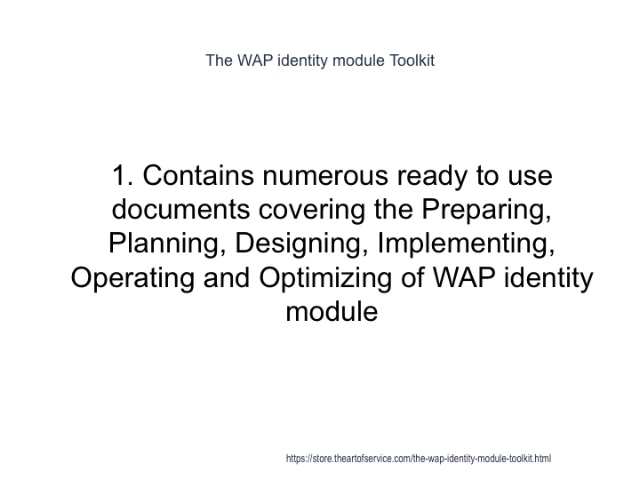 The WAP identity module Toolkit
1. Contains numerous ready to use
documents covering the Preparing,
Planning, Designing, Implementing,
Operating and Optimizing of WAP identity
module
https://store.theartofservice.com/the-wap-identity-module-toolkit.html